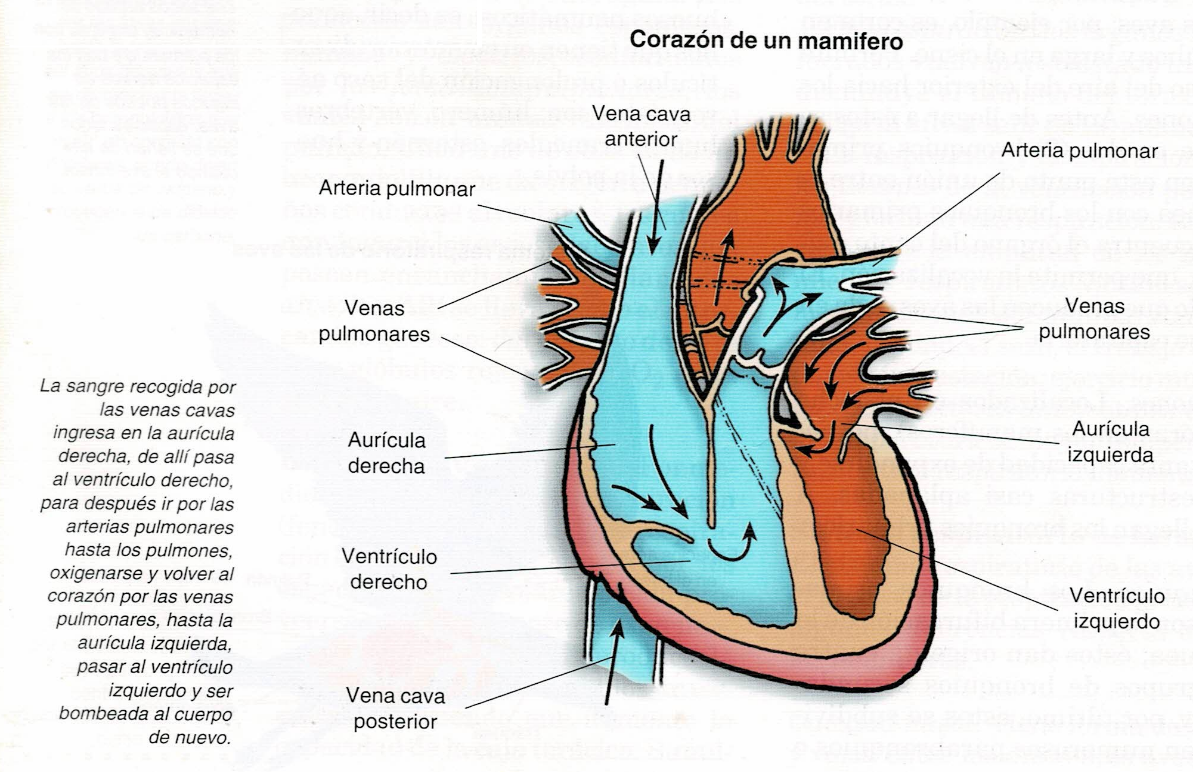 Corazón de un mamifero
Vena cava
anterior
Arteria pulmonar
Arteria pulmonar
Venas
pulmonares
Venas
pulmonares
La sangre recogida por
las venas cavas
ingresa en la aurícula
derecha, de allí pasa
al ventrículo derecho,
para después ir por las
arterias pulmonares
hasta los pulmones,
oxigenarse y volver al
corazón por las venas
pulmonares, hasta la
aurícula izquierda,
pasar al ventrículo
izquierdo y ser
bombeada al cuerpo
de nuevo.
Aurícula
derecha
Aurícula
izquierda
Ventrículo
derecho
Ventrículo
izquierdo
Vena cava
posterior